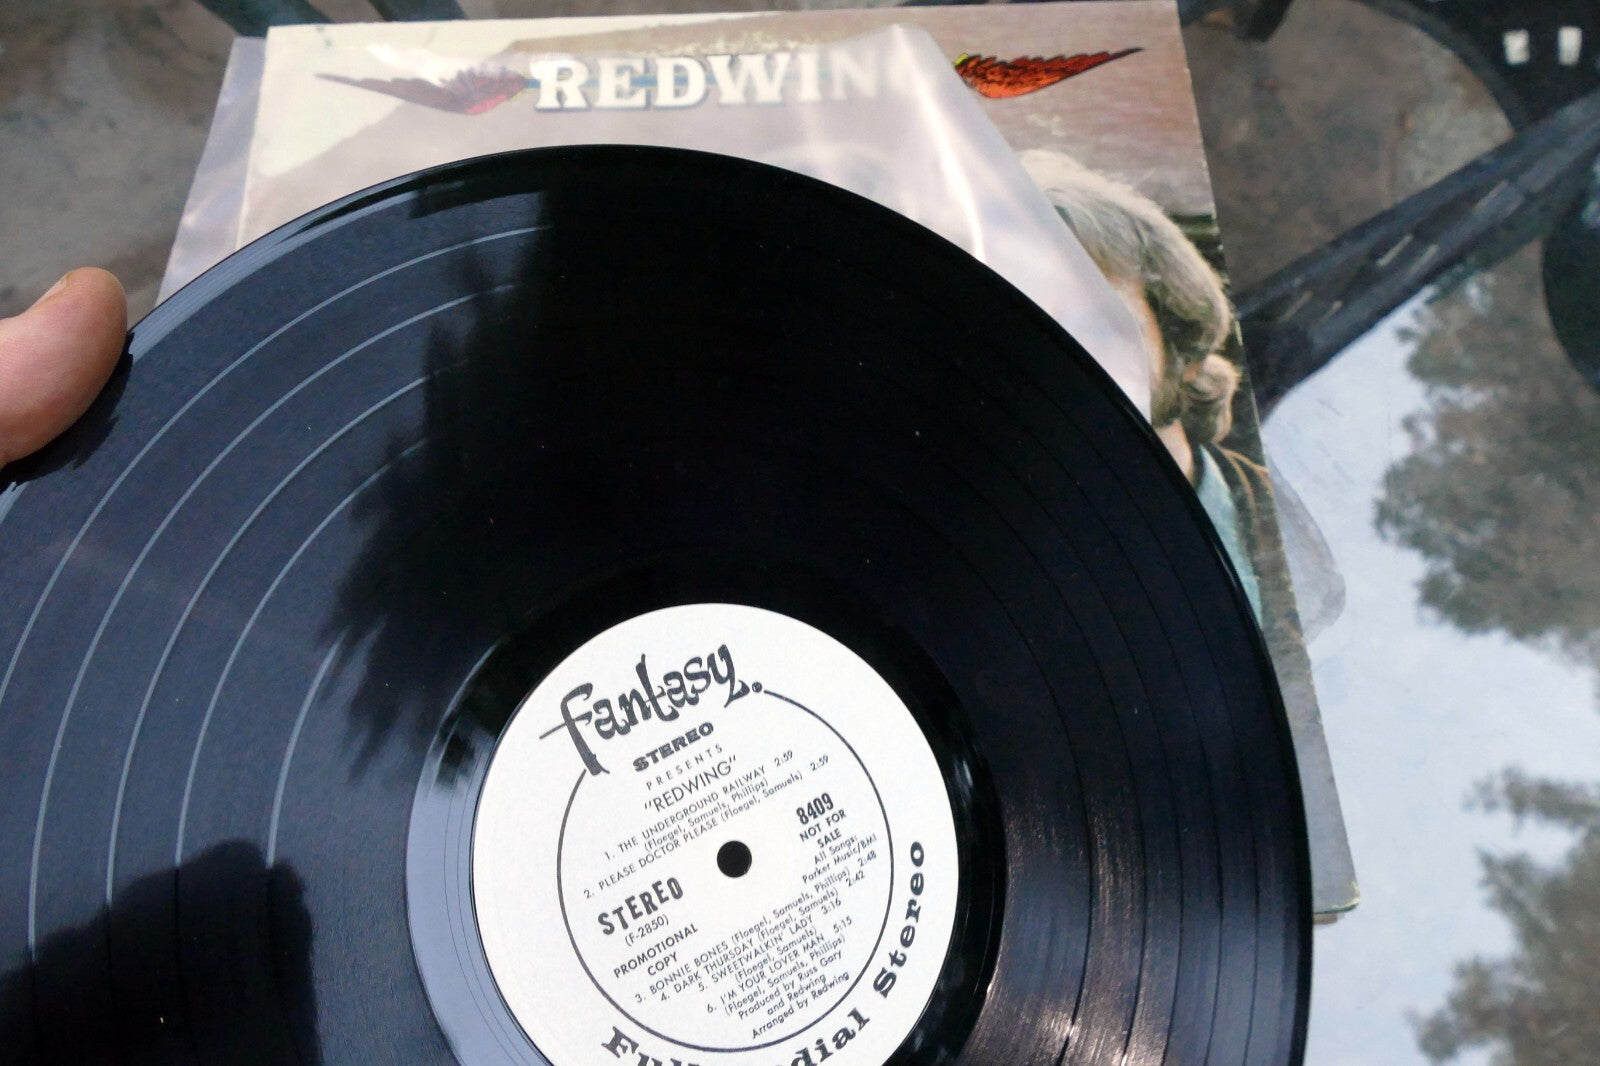 REDWIN
fantasy
STEREO
PRESENTS
"REDWING"
1. THE UNDERGROUND RAILWAY 2:59
(Floegel, Samuels, Phillips)
2. PLEASE DOCTOR PLEASE (Floegel, Samuels) 2:59
8409
NOT FOR
SALE
All Songs:
Parker Music/BMI
STEREO
(F-2850)
PROMOTIONAL
COPY
3. BONNIE BONES (Floegel, Samuels, Phillips) 2:48
4. DARK THURSDAY (Floegel, Samuels) 2:42
5. SWEETWALKIN' LADY 3:16
(Floegel, Samuels)
6. I'M YOUR LOVER MAN 5:15
(Floegel, Samuels, Phillips)
Produced by Russ Gary
and Redwing
Arranged by Redwing
Stereo